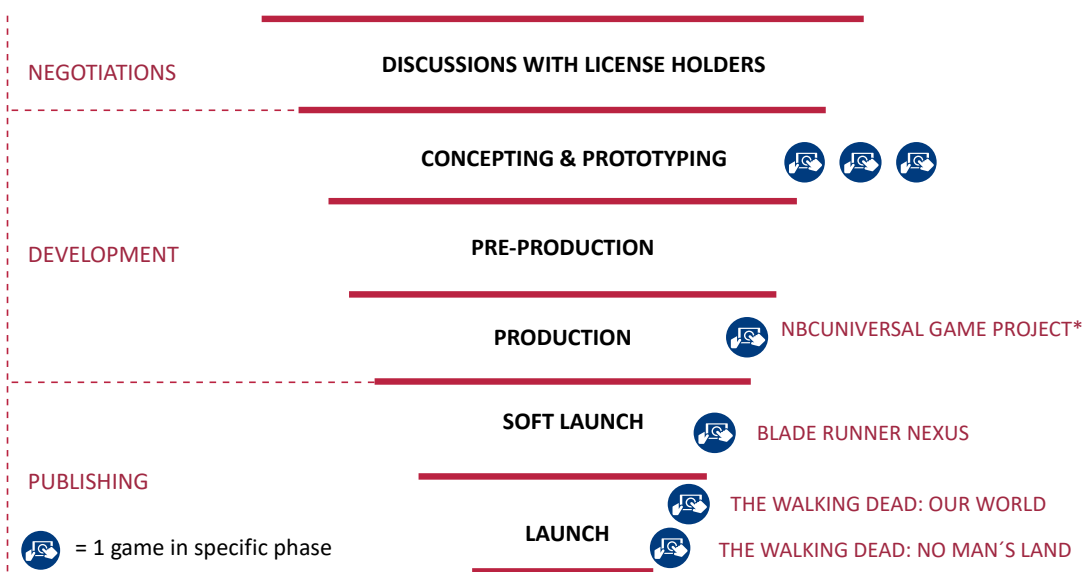 NEGOTIATIONS
DISCUSSIONS WITH LICENSE HOLDERS
CONCEPTING & PROTOTYPING
DEVELOPMENT
PRE-PRODUCTION
PRODUCTION
NBCUNIVERSAL GAME PROJECT*
SOFT LAUNCH
BLADE RUNNER NEXUS
PUBLISHING
THE WALKING DEAD: OUR WORLD
LAUNCH
THE WALKING DEAD: NO MAN´S LAND
= 1 game in specific phase